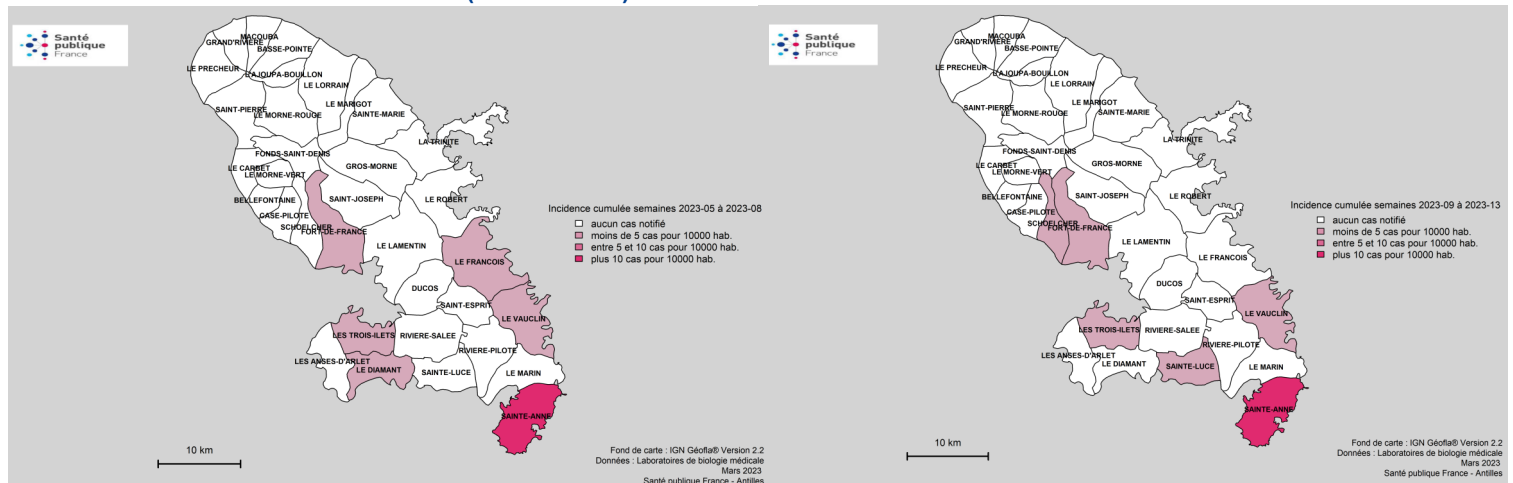 Santé
publique
France
MACOUBA
GRAND'RIVIERE
BASSE-POINTE
LE PRECHEUR
L'AJOUPA-BOUILLON
LE LORRAIN
LE MARIGOT
SAINT-PIERRE
LE MORNE-ROUGE
SAINTE-MARIE
LA TRINITE
FONDS-SAINT-DENIS
GROS-MORNE
LE CARBET
LE MORNE-VERT
BELLEFONTAINE
SAINT-JOSEPH
LE ROBERT
CASE-PILOTE
SCHOELCHER
FORT-DE-FRANCE
LE LAMENTIN
LE FRANCOIS
DUCOS
SAINT-ESPRIT
LE VAUCLIN
LES TROIS-ILETS
RIVIERE-SALEE
RIVIERE-PILOTE
LES ANSES-D'ARLET
LE DIAMANT
SAINTE-LUCE
LE MARIN
SAINTE-ANNE
Incidence cumulée semaines 2023-05 à 2023-08
aucun cas notifié
moins de 5 cas pour 10000 hab.
entre 5 et 10 cas pour 10000 hab.
plus 10 cas pour 10000 hab.
10 km
Fond de carte : IGN Géofla® Version 2.2
Données : Laboratoires de biologie médicale
Mars 2023
Santé publique France - Antilles
Santé
publique
France
MACOUBA
GRAND'RIVIERE
BASSE-POINTE
LE PRECHEUR
L'AJOUPA-BOUILLON
LE LORRAIN
LE MARIGOT
SAINT-PIERRE
LE MORNE-ROUGE
SAINTE-MARIE
LA TRINITE
FONDS-SAINT-DENIS
GROS-MORNE
LE CARBET
LE MORNE-VERT
BELLEFONTAINE
SAINT-JOSEPH
LE ROBERT
CASE-PILOTE
SCHOELCHER
FORT-DE-FRANCE
LE LAMENTIN
LE FRANCOIS
DUCOS
SAINT-ESPRIT
LE VAUCLIN
LES TROIS-ILETS
RIVIERE-SALEE
RIVIERE-PILOTE
LES ANSES-D'ARLET
LE DIAMANT
SAINTE-LUCE
LE MARIN
SAINTE-ANNE
Incidence cumulée semaines 2023-09 à 2023-13
aucun cas notifié
moins de 5 cas pour 10000 hab.
entre 5 et 10 cas pour 10000 hab.
plus 10 cas pour 10000 hab.
10 km
Fond de carte : IGN Géofla® Version 2.2
Données : Laboratoires de biologie médicale
Mars 2023
Santé publique France - Antilles